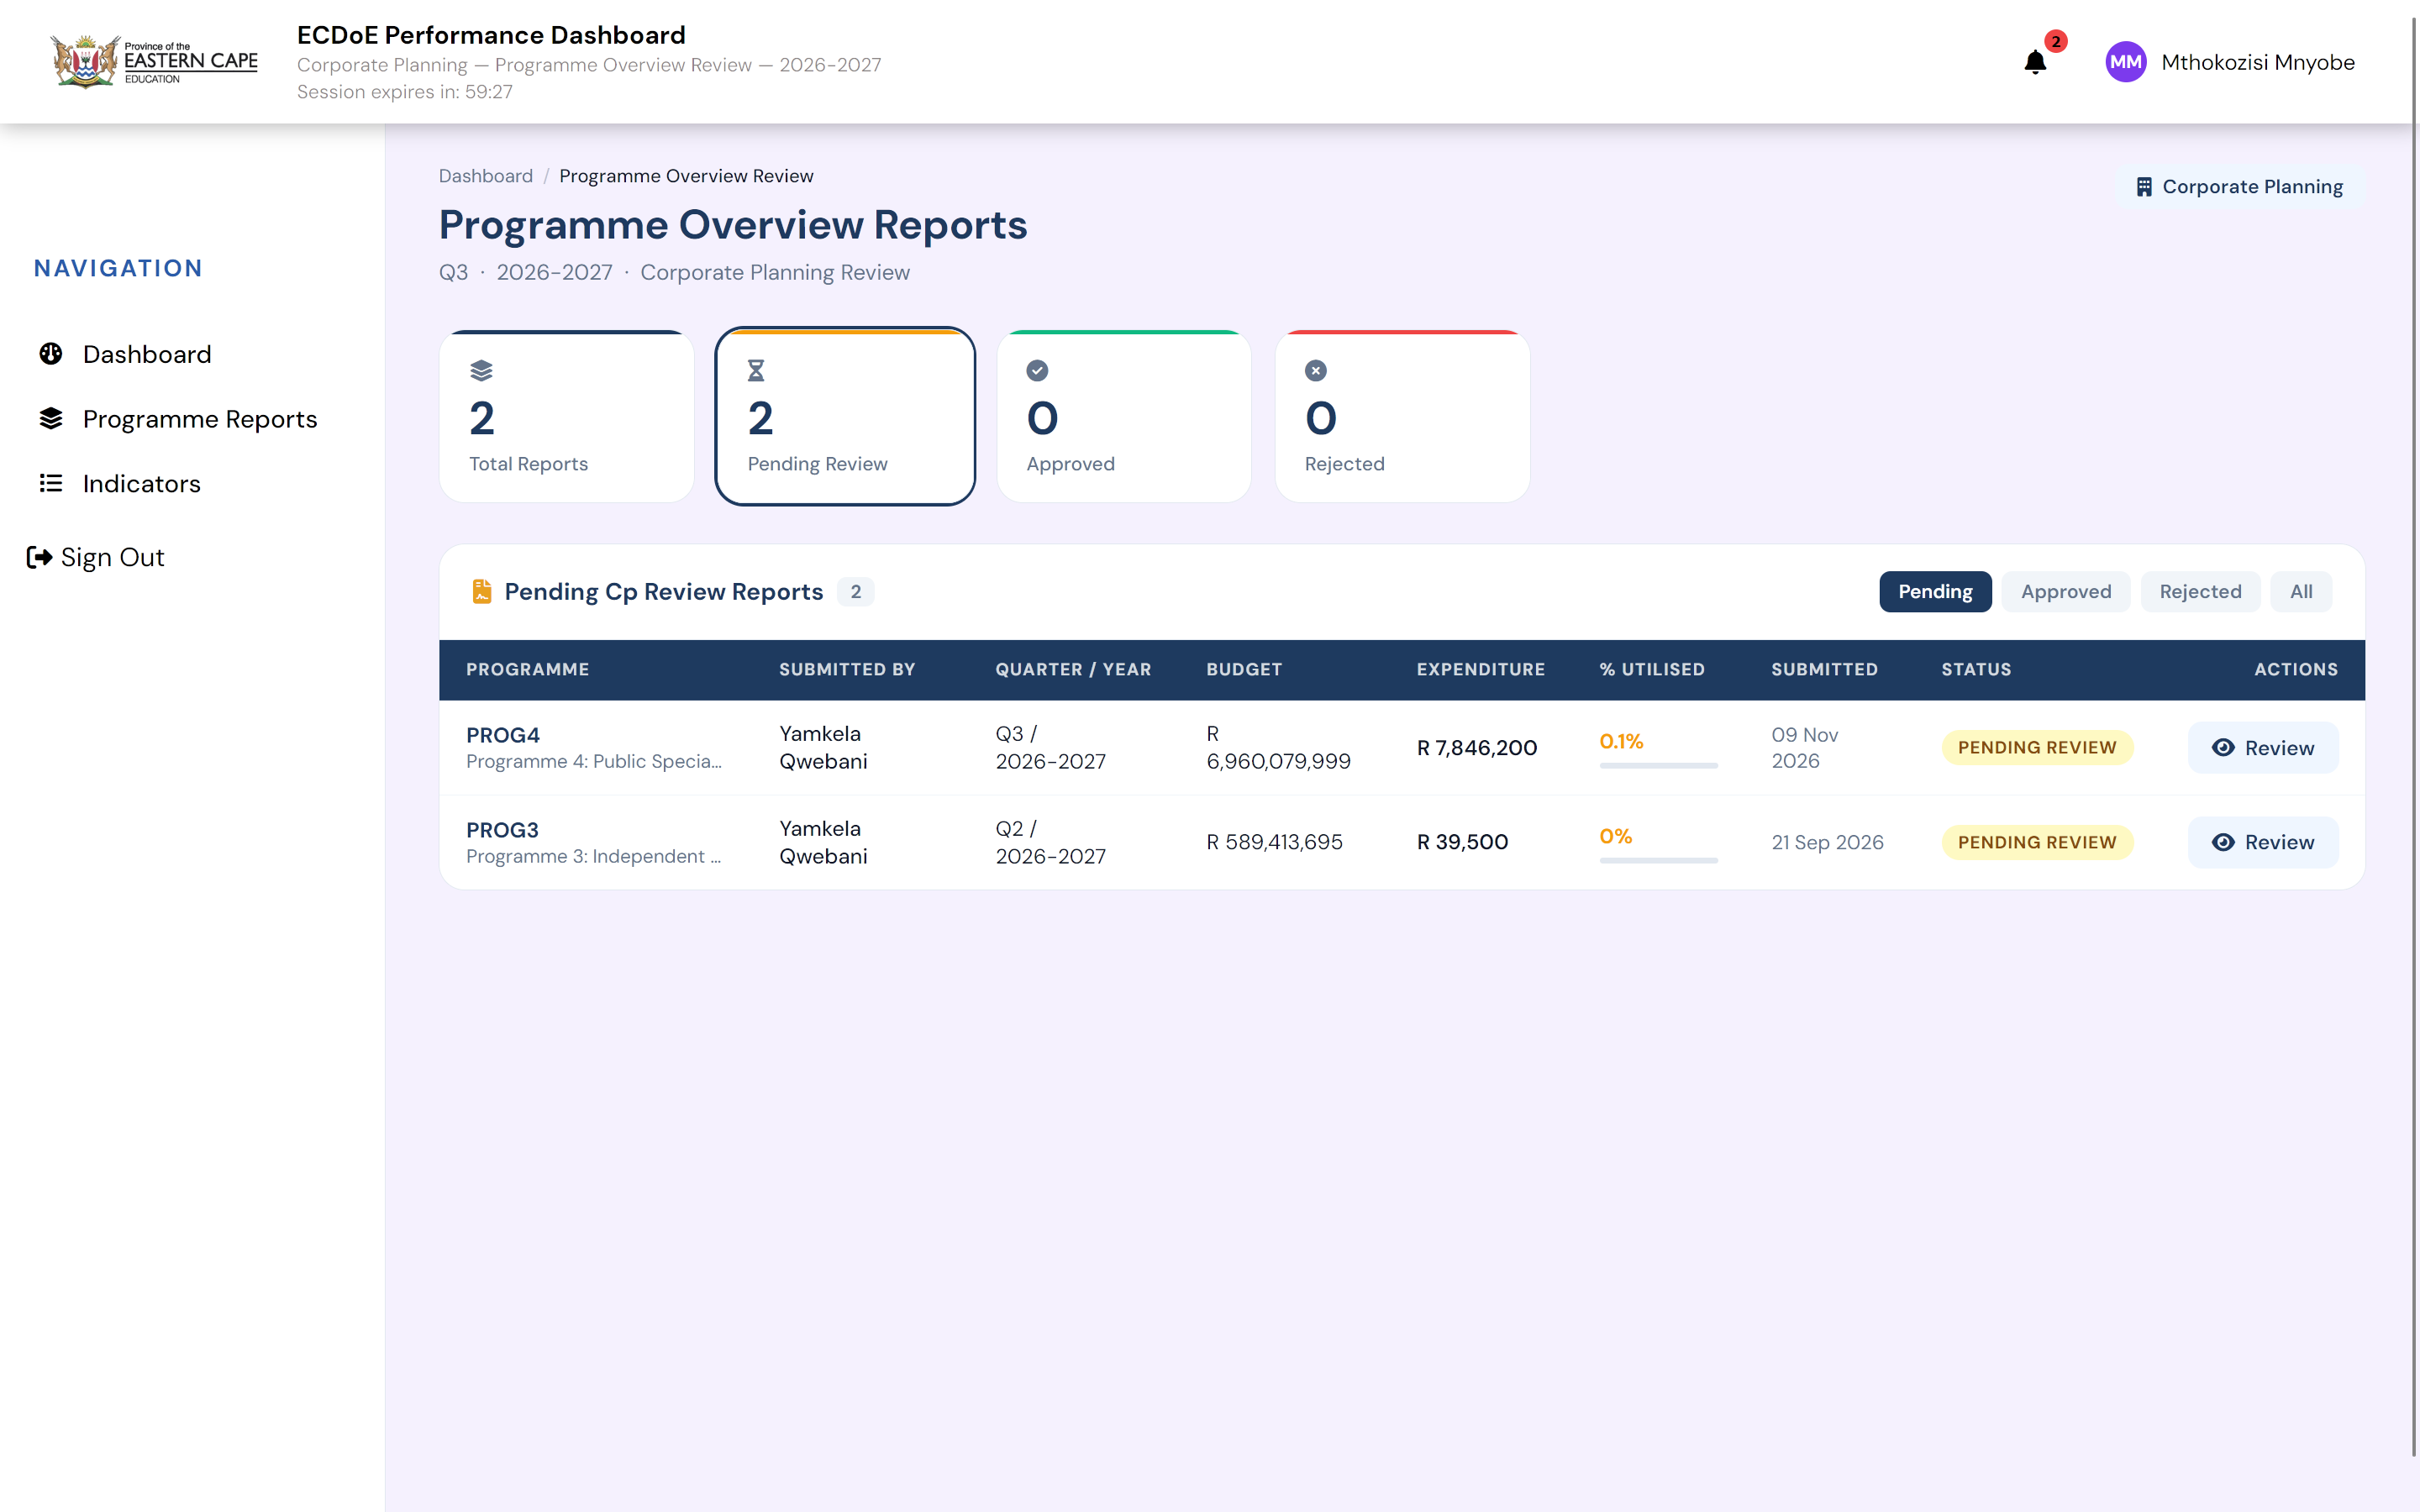 Province of the
EASTERN CAPE
EDUCATION
ECDoE Performance Dashboard
Corporate Planning — Programme Overview Review — 2026-2027
Session expires in: 59:27
2
MM
Mthokozisi Mnyobe
NAVIGATION
Dashboard
Programme Reports
Indicators
Sign Out
Dashboard / Programme Overview Review
Corporate Planning
Programme Overview Reports
Q3 · 2026-2027 · Corporate Planning Review
2
Total Reports
2
Pending Review
0
Approved
0
Rejected
Pending Cp Review Reports 2
Pending Approved Rejected All
PROGRAMME SUBMITTED BY QUARTER / YEAR BUDGET EXPENDITURE % UTILISED SUBMITTED STATUS ACTIONS
PROG4
Programme 4: Public Specia...
Yamkela
Qwebani
Q3 /
2026-2027
R
6,960,079,999
R 7,846,200
0.1%
09 Nov
2026
PENDING REVIEW
Review
PROG3
Programme 3: Independent ...
Yamkela
Qwebani
Q2 /
2026-2027
R 589,413,695
R 39,500
0%
21 Sep 2026
PENDING REVIEW
Review